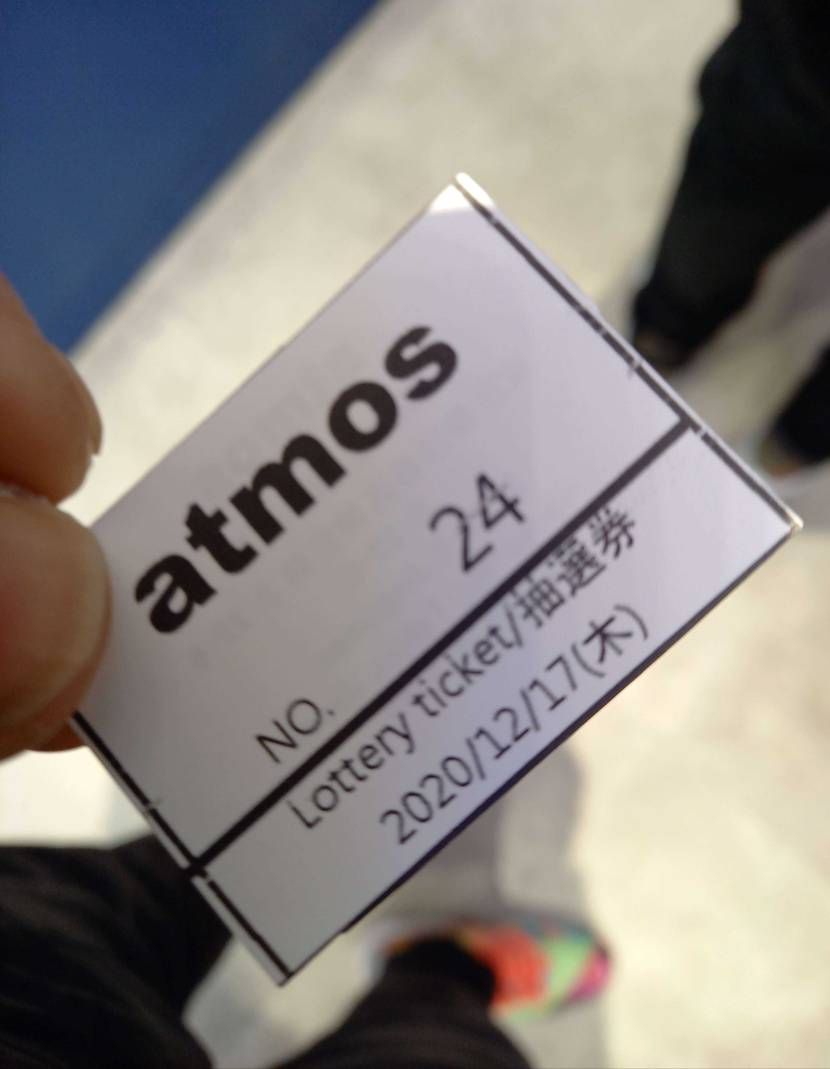 atmos
NO. 24
Lottery ticket/抽選券
2020/12/17(木)